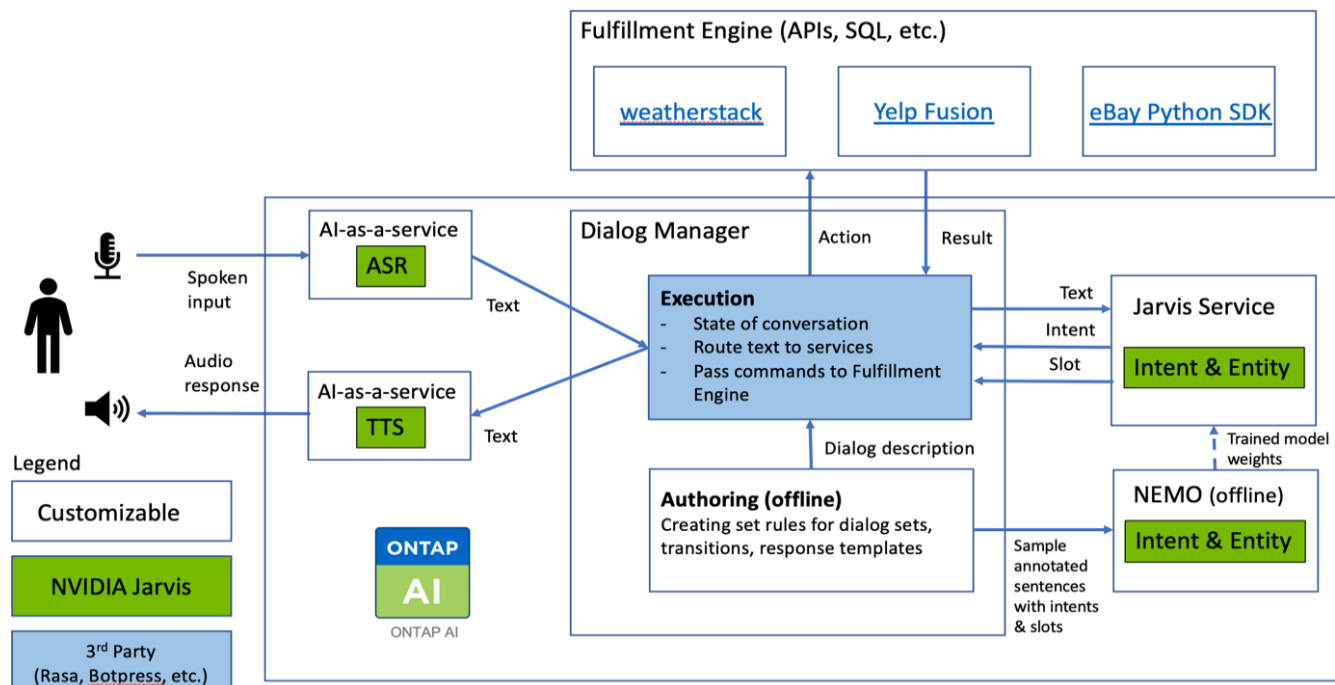 Fulfillment Engine (APIs, SQL, etc.)
weatherstack
Yelp Fusion
eBay Python SDK
AI-as-a-service
ASR
Spoken
input
Text
Dialog Manager
Action
Result
Execution
- State of conversation
- Route text to services
- Pass commands to Fulfillment
Engine
Text
Intent
Slot
Jarvis Service
Intent & Entity
Audio
response
AI-as-a-service
TTS
Text
Dialog description
Trained model
weights
Authoring (offline)
Creating set rules for dialog sets,
transitions, response templates
NEMO (offline)
Intent & Entity
Sample
annotated
sentences
with intents
& slots
Legend
Customizable
NVIDIA Jarvis
3rd Party
(Rasa, Botpress, etc.)
ONTAP
AI
ONTAP AI